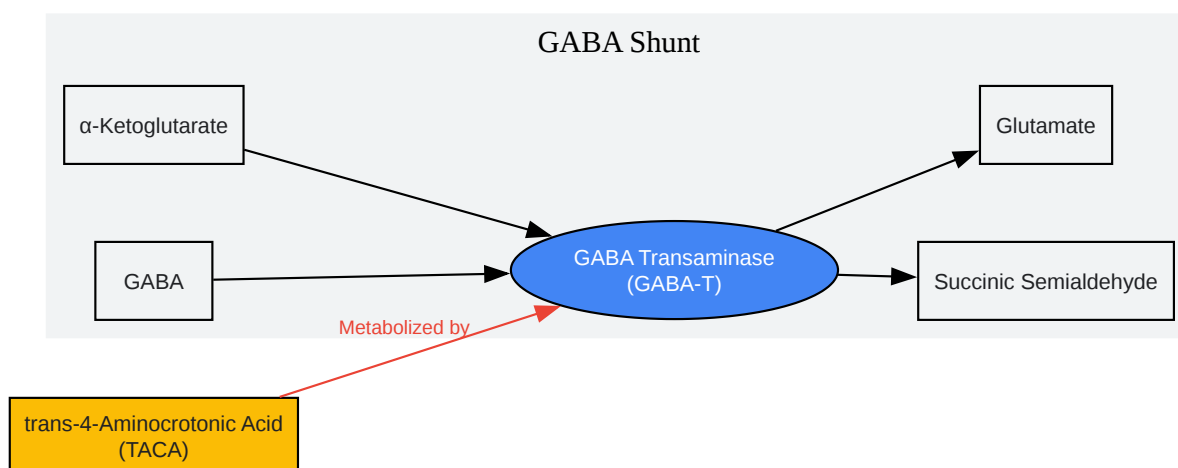 GABA Shunt
α-Ketoglutarate
Glutamate
GABA
GABA Transaminase
(GABA-T)
Succinic Semialdehyde
Metabolized by
trans-4-Aminocrotonic Acid
(TACA)